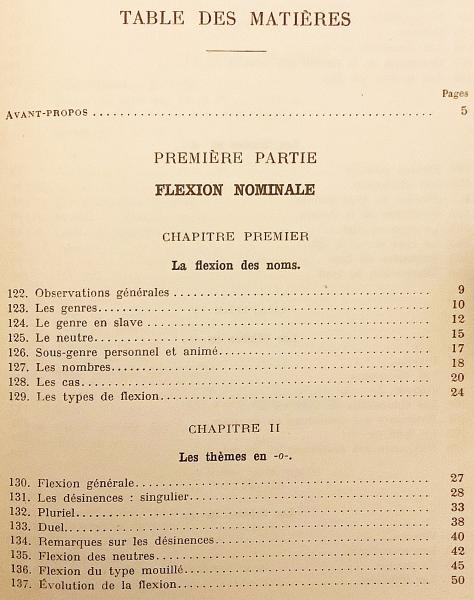 TABLE DES MATIÈRES
Pages
AVANT-PROPOS 5
PREMIÈRE PARTIE
FLEXION NOMINALE
CHAPITRE PREMIER
La flexion des noms.
122. Observations générales 9
123. Les genres 10
124. Le genre en slave 12
125. Le neutre 15
126. Sous-genre personnel et animé 17
127. Les nombres 18
128. Les cas 20
129. Les types de flexion 24
CHAPITRE II
Les thèmes en -o-.
130. Flexion générale 27
131. Les désinences : singulier 28
132. Pluriel 33
133. Duel 38
134. Remarques sur les désinences 40
135. Flexion des neutres 42
136. Flexion du type mouillé 45
137. Évolution de la flexion 50